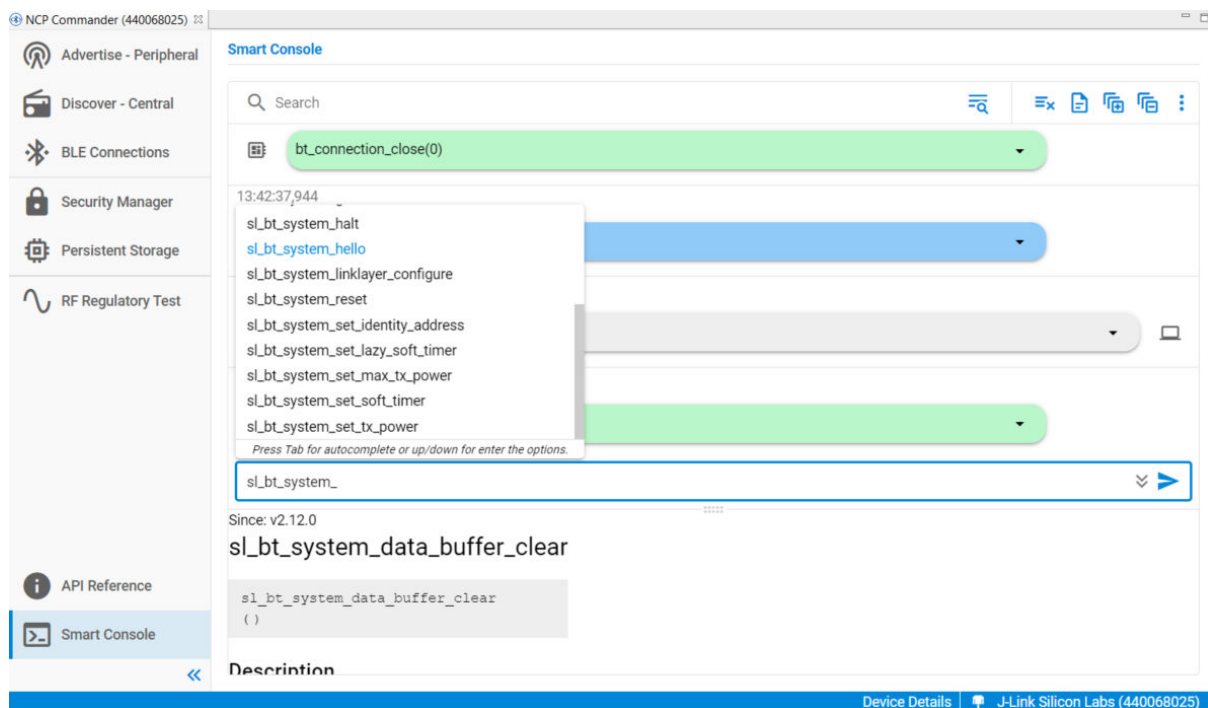 NCP Commander (440068025)
Advertise - Peripheral
Discover - Central
BLE Connections
Security Manager
Persistent Storage
RF Regulatory Test
API Reference
Smart Console
Smart Console
Search
bt_connection_close(0)
13:42:37,944
sl_bt_system_halt
sl_bt_system_hello
sl_bt_system_linklayer_configure
sl_bt_system_reset
sl_bt_system_set_identity_address
sl_bt_system_set_lazy_soft_timer
sl_bt_system_set_max_tx_power
sl_bt_system_set_soft_timer
sl_bt_system_set_tx_power
Press Tab for autocomplete or up/down for enter the options.
sl_bt_system_
Since: v2.12.0
sl_bt_system_data_buffer_clear
sl_bt_system_data_buffer_clear
()
Description
Device Details
J-Link Silicon Labs (440068025)